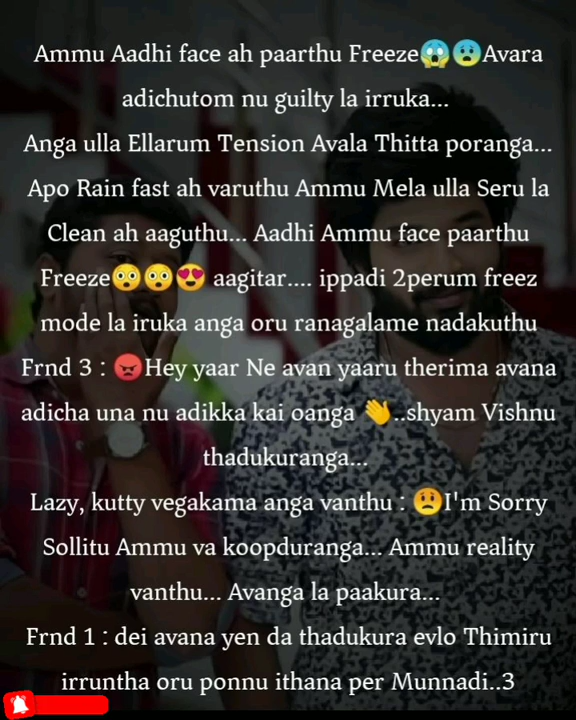 Ammu Aadhi face ah paarthu Freeze😱😨Avara
adichutom nu guilty la irruka...
Anga ulla Ellarum Tension Avala Thitta poranga...
Apo Rain fast ah varuthu Ammu Mela ulla Seru la
Clean ah aaguthu... Aadhi Ammu face paarthu
Freeze😳😳😍 aagitar.... ippadi 2perum freez
mode la iruka anga oru ranagalame nadakuthu
Frnd 3 : 😡Hey yaar Ne avan yaaru therima avana
adicha una nu adikka kai oanga 👋..shyam Vishnu
thadukuranga...
Lazy, kutty vegakama anga vanthu : 😟I'm Sorry
Sollitu Ammu va koopduranga... Ammu reality
vanthu... Avanga la paakura...
Frnd 1 : dei avana yen da thadukura evlo Thimiru
irruntha oru ponnu ithana per Munnadi..3